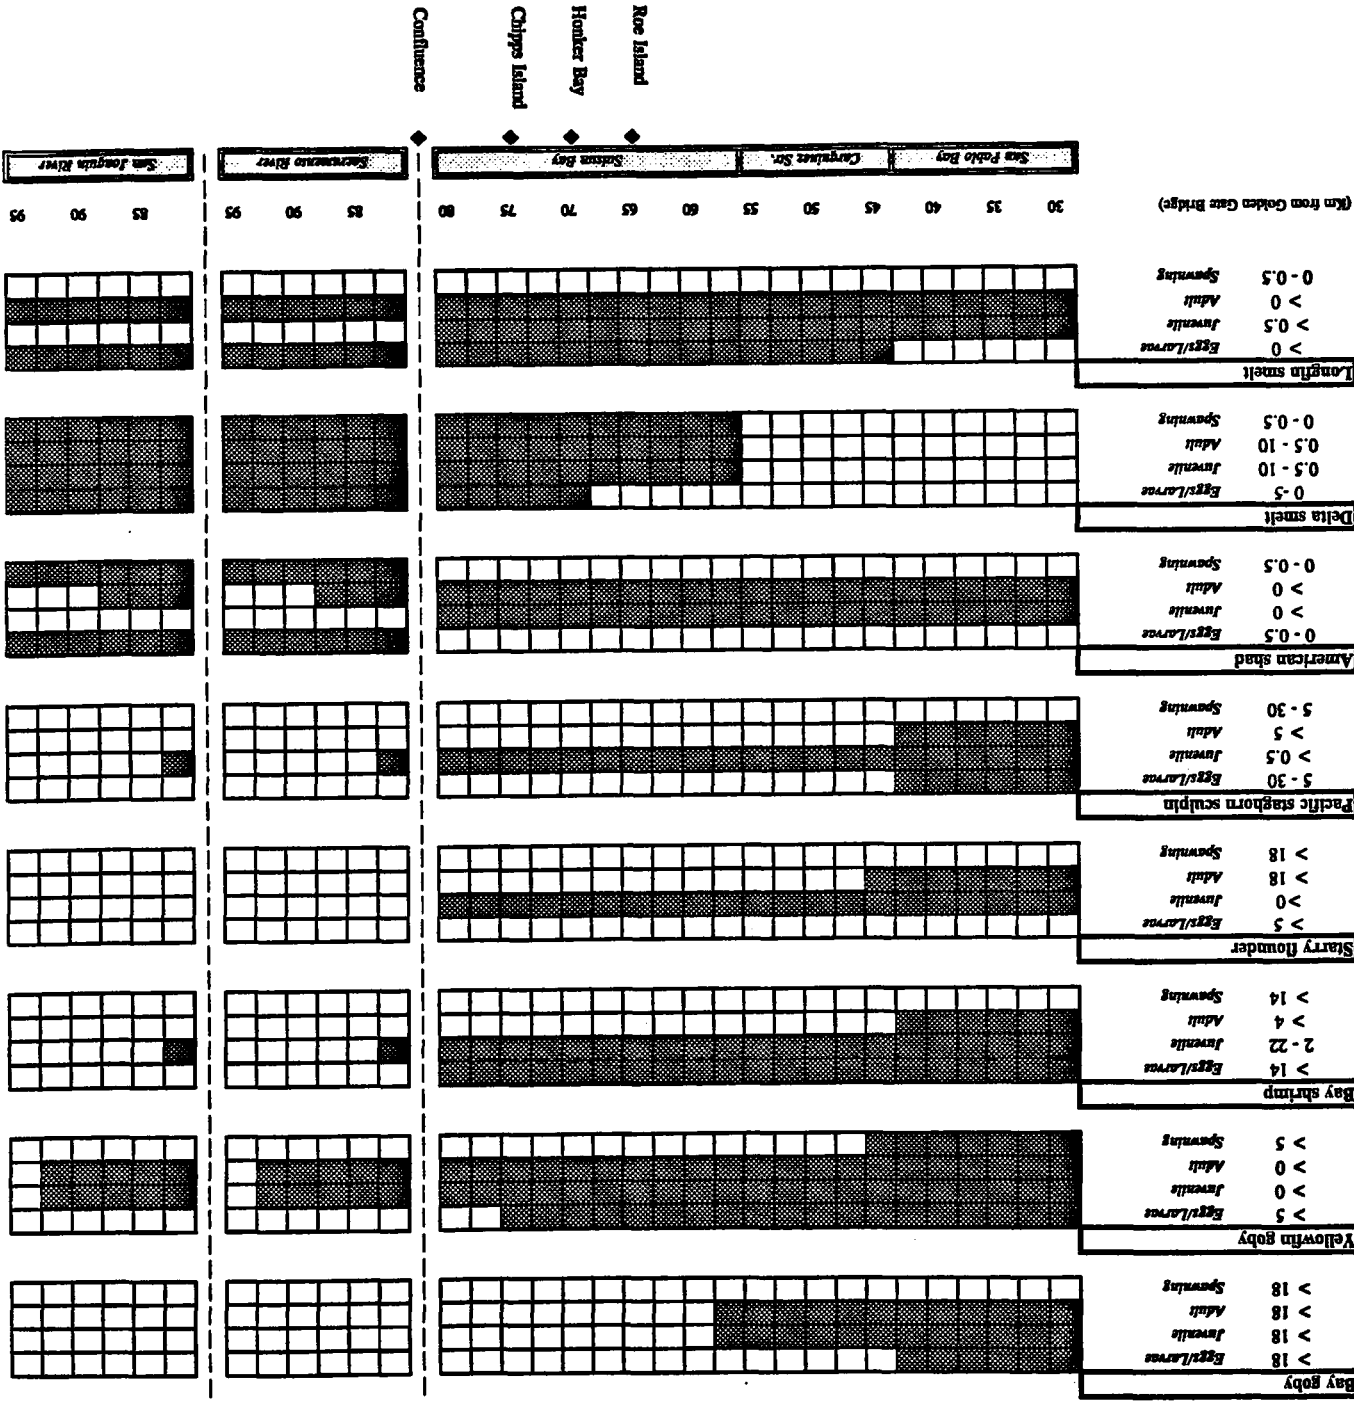 Bay goby
> 18 Eggs/Larvae
> 18 Juvenile
> 18 Adult
> 18 Spawning
Yellowfin goby
> 5 Eggs/Larvae
> 0 Juvenile
> 0 Adult
> 5 Spawning
Bay shrimp
> 14 Eggs/Larvae
2 - 22 Juvenile
> 4 Adult
> 14 Spawning
Starry flounder
> 5 Eggs/Larvae
>0 Juvenile
> 18 Adult
> 18 Spawning
Pacific staghorn sculpin
5 - 30 Eggs/Larvae
> 0.5 Juvenile
> 5 Adult
5 - 30 Spawning
American shad
0 - 0.5 Eggs/Larvae
> 0 Juvenile
> 0 Adult
0 - 0.5 Spawning
Delta smelt
0 -5 Eggs/Larvae
0.5 - 10 Juvenile
0.5 - 10 Adult
0 - 0.5 Spawning
Longfin smelt
> 0 Eggs/Larvae
> 0.5 Juvenile
> 0 Adult
0 - 0.5 Spawning
(Km from Golden Gate Bridge) 30 35 40 45 50 55 60 65 70 75 80 85 90 95 85 90 95
San Pablo Bay Carquinez Str. Suisun Bay Sacramento River San Joaquin River
Roe Island
Honker Bay
Chipps Island
Confluence